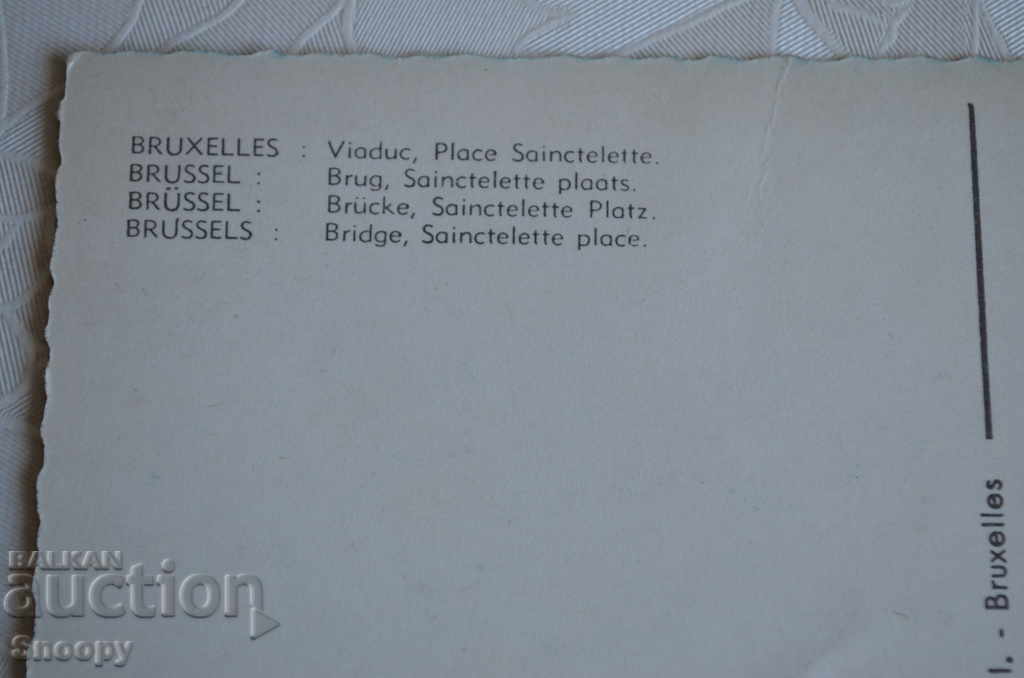 BRUXELLES : Viaduc, Place Sainctelette.
BRUSSEL : Brug, Sainctelette plaats.
BRÜSSEL : Brücke, Sainctelette Platz.
BRUSSELS : Bridge, Sainctelette place.
I. - Bruxelles
BALKAN
auction
Snoopy